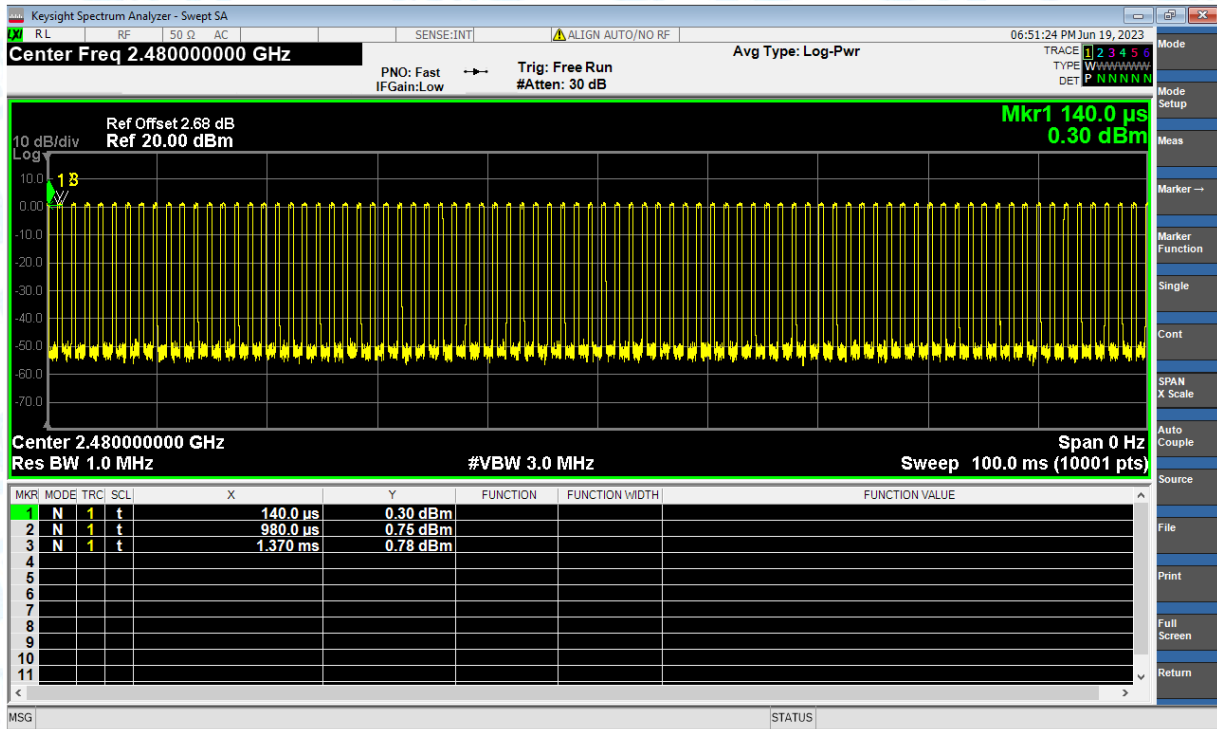 Keysight Spectrum Analyzer - Swept SA
LXI RL RF 50 Ω AC SENSE:INT ALIGN AUTO/NO RF 06:51:24 PM Jun 19, 2023
Center Freq 2.480000000 GHz Avg Type: Log-Pwr TRACE 1 2 3 4 5 6
PNO: Fast Trig: Free Run TYPE WWWWWW
IFGain:Low #Atten: 30 dB DET P N N N N N
Ref Offset 2.68 dB Mkr1 140.0 µs
10 dB/div Ref 20.00 dBm 0.30 dBm
Log
10.0
0.00
-10.0
-20.0
-30.0
-40.0
-50.0
-60.0
-70.0
1
3
Center 2.480000000 GHz Span 0 Hz
Res BW 1.0 MHz #VBW 3.0 MHz Sweep 100.0 ms (10001 pts)
MKR MODE TRC SCL X Y FUNCTION FUNCTION WIDTH FUNCTION VALUE
1 N 1 t 140.0 µs 0.30 dBm
2 N 1 t 980.0 µs 0.75 dBm
3 N 1 t 1.370 ms 0.78 dBm
4
5
6
7
8
9
10
11
MSG STATUS
Mode
Mode
Setup
Meas
Marker →
Marker
Function
Single
Cont
SPAN
X Scale
Auto
Couple
Source
File
Print
Full
Screen
Return